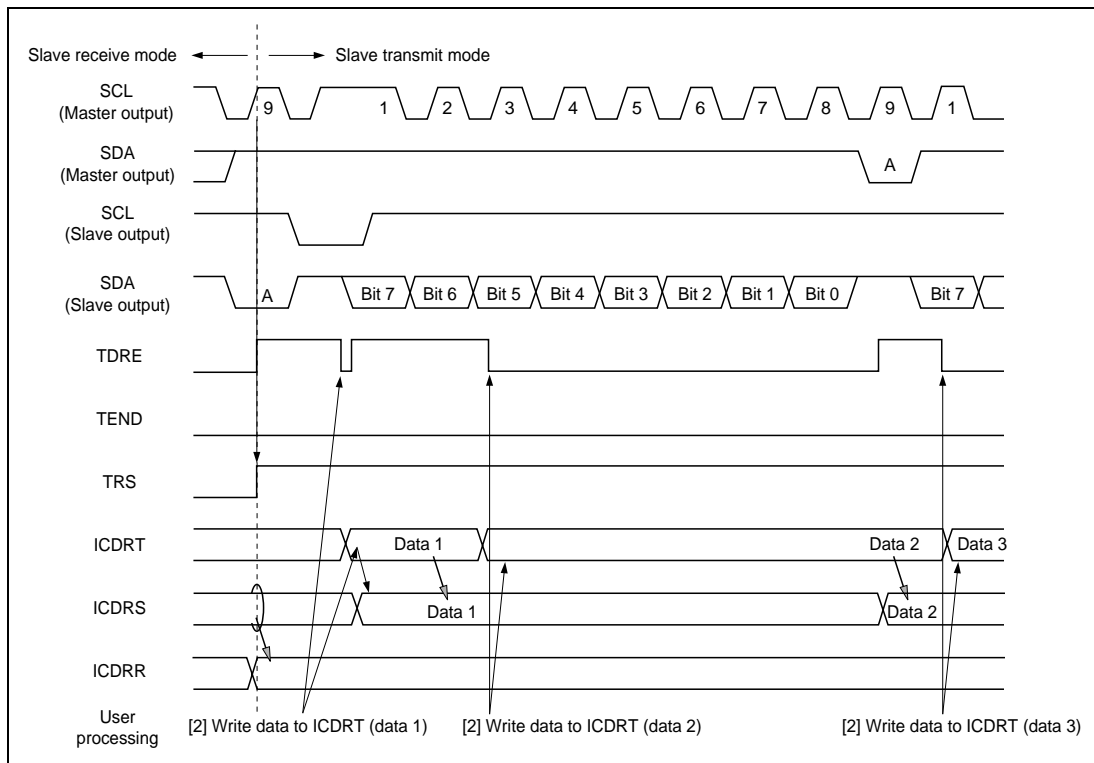 Slave receive mode Slave transmit mode
SCL
(Master output)
9 1 2 3 4 5 6 7 8 9 1
SDA
(Master output)
A
SCL
(Slave output)
SDA
(Slave output)
A Bit 7 Bit 6 Bit 5 Bit 4 Bit 3 Bit 2 Bit 1 Bit 0 Bit 7
TDRE
TEND
TRS
ICDRT
Data 1 Data 2 Data 3
ICDRS
Data 1 Data 2
ICDRR
User
processing
[2] Write data to ICDRT (data 1) [2] Write data to ICDRT (data 2) [2] Write data to ICDRT (data 3)